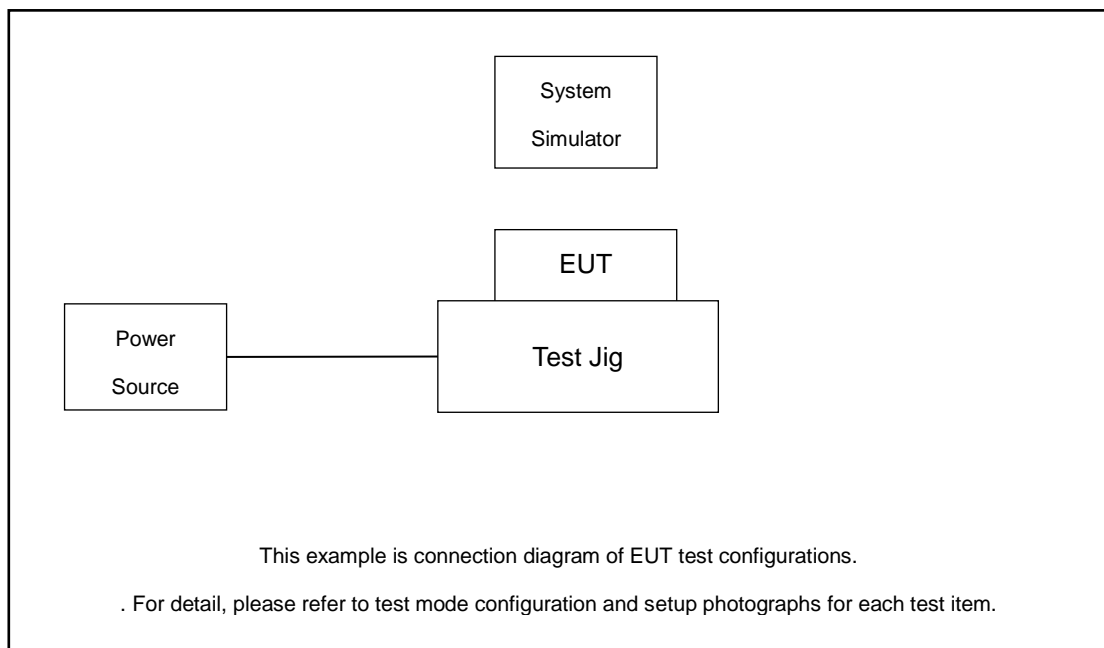 System
Simulator
EUT
Power
Source
Test Jig
This example is connection diagram of EUT test configurations.
. For detail, please refer to test mode configuration and setup photographs for each test item.